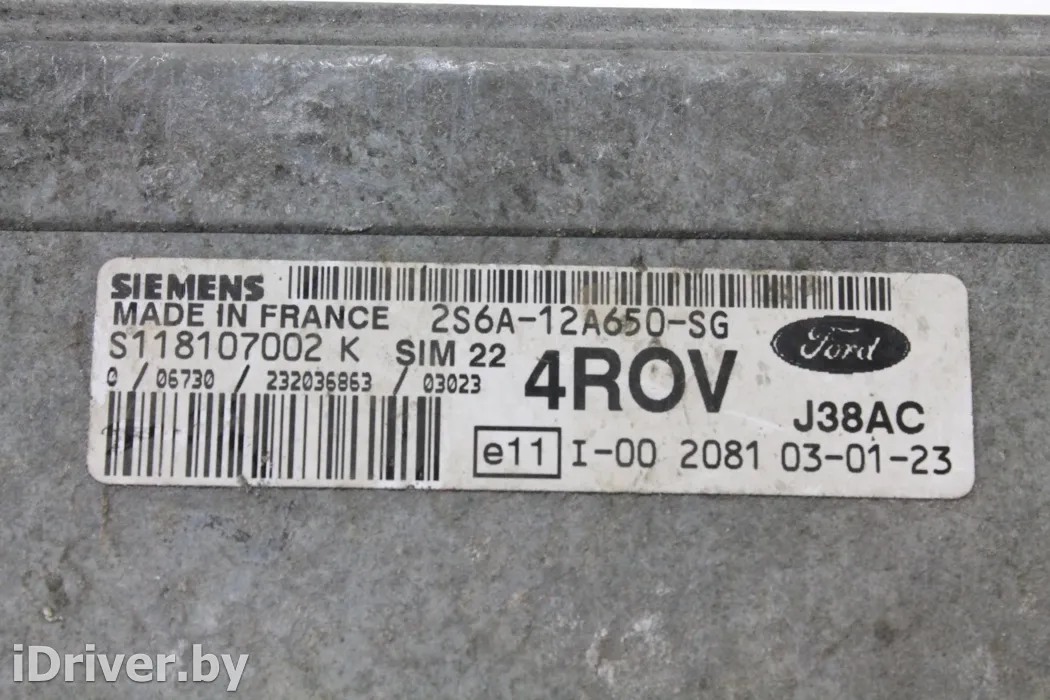 SIEMENS
MADE IN FRANCE 2S6A-12A650-SG
S118107002 K SIM 22 4ROV Ford
0 / 06730 / 232036863 / 03023
J38AC
e11 I-00 2081 03-01-23
iDriver.by